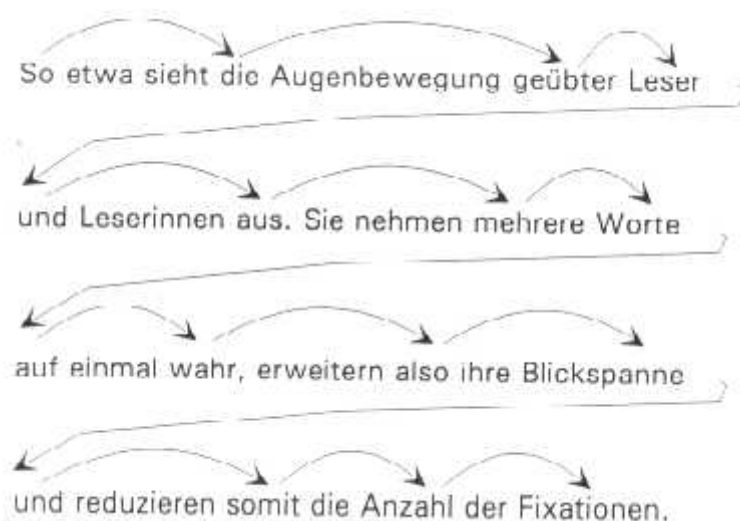 So etwa sieht die Augenbewegung geübter Leser
und Leserinnen aus. Sie nehmen mehrere Worte
auf einmal wahr, erweitern also ihre Blickspanne
und reduzieren somit die Anzahl der Fixationen.